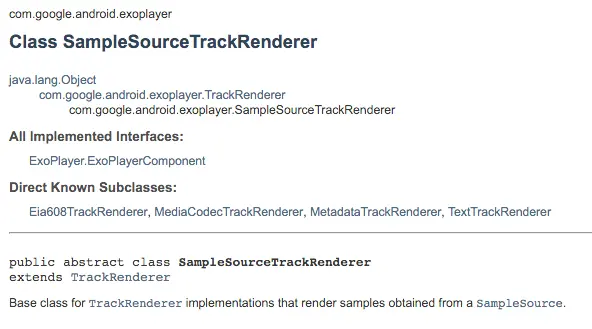 com.google.android.exoplayer
Class SampleSourceTrackRenderer
java.lang.Object
com.google.android.exoplayer.TrackRenderer
com.google.android.exoplayer.SampleSourceTrackRenderer
All Implemented Interfaces:
ExoPlayer.ExoPlayerComponent
Direct Known Subclasses:
Eia608TrackRenderer, MediaCodecTrackRenderer, MetadataTrackRenderer, TextTrackRenderer
public abstract class SampleSourceTrackRenderer
extends TrackRenderer
Base class for TrackRenderer implementations that render samples obtained from a SampleSource.